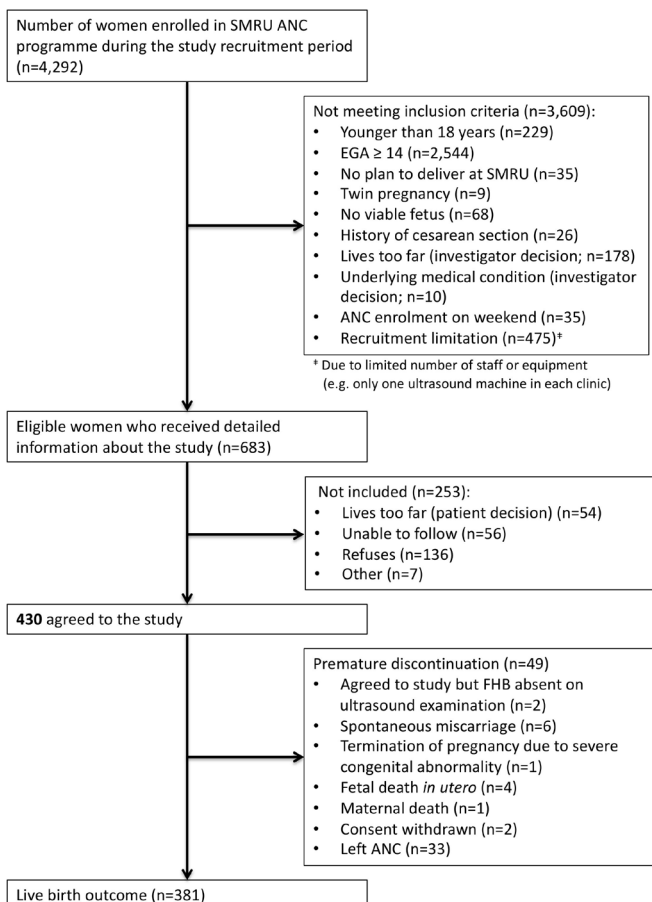 Number of women enrolled in SMRU ANC
programme during the study recruitment period
(n=4,292)
Not meeting inclusion criteria (n=3,609):
• Younger than 18 years (n=229)
• EGA ≥ 14 (n=2,544)
• No plan to deliver at SMRU (n=35)
• Twin pregnancy (n=9)
• No viable fetus (n=68)
• History of cesarean section (n=26)
• Lives too far (investigator decision; n=178)
• Underlying medical condition (investigator
decision; n=10)
• ANC enrolment on weekend (n=35)
• Recruitment limitation (n=475)‡
‡ Due to limited number of staff or equipment
(e.g. only one ultrasound machine in each clinic)
Eligible women who received detailed
information about the study (n=683)
Not included (n=253):
• Lives too far (patient decision) (n=54)
• Unable to follow (n=56)
• Refuses (n=136)
• Other (n=7)
430 agreed to the study
Premature discontinuation (n=49)
• Agreed to study but FHB absent on
ultrasound examination (n=2)
• Spontaneous miscarriage (n=6)
• Termination of pregnancy due to severe
congenital abnormality (n=1)
• Fetal death in utero (n=4)
• Maternal death (n=1)
• Consent withdrawn (n=2)
• Left ANC (n=33)
Live birth outcome (n=381)